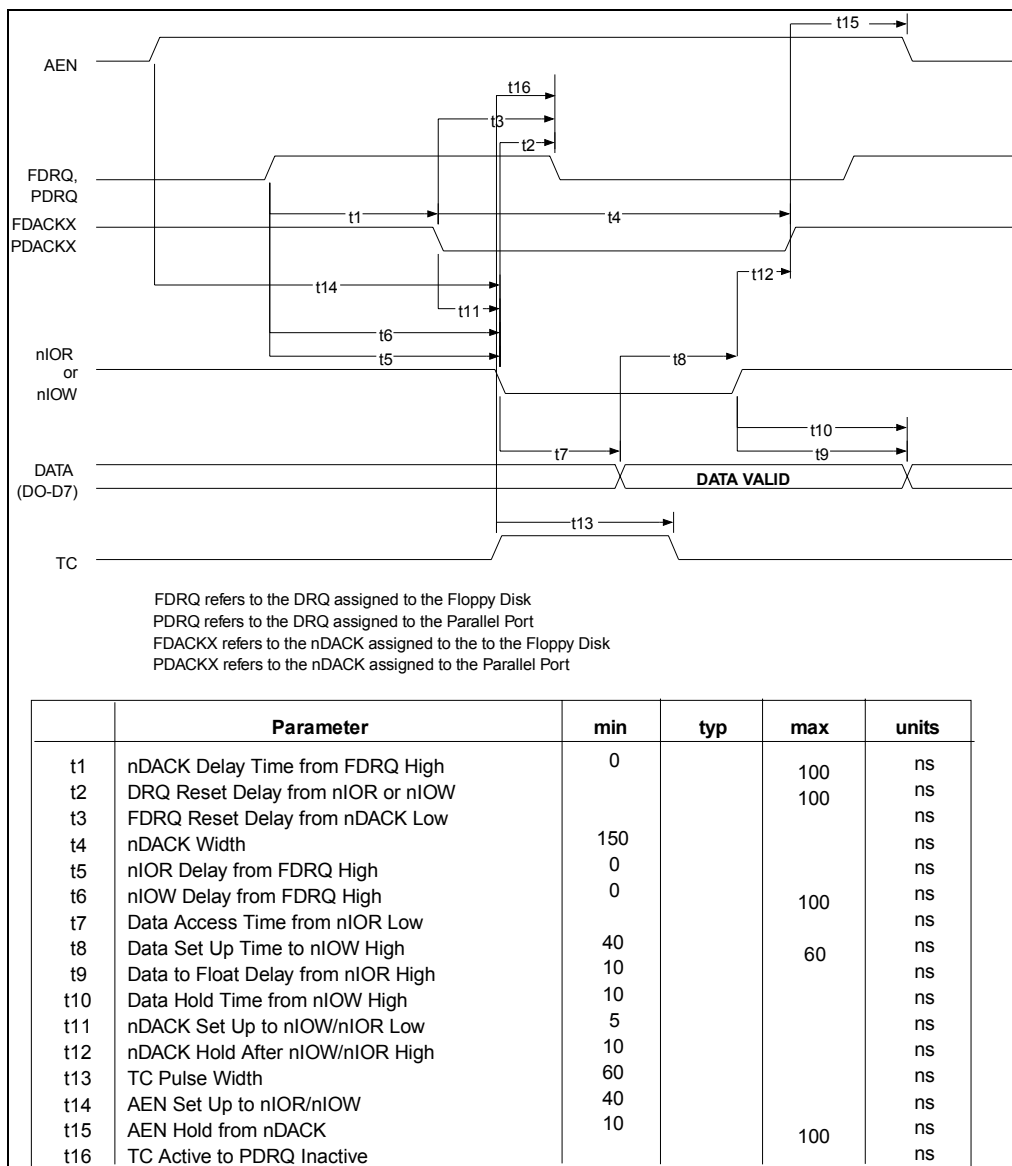 t15
AEN
t16
t3
t2
FDRQ,
PDRQ
t1
t4
FDACKX
PDACKX
t12
t14
t11
t6
nIOR
or
nIOW
t5
t8
t10
t7
t9
DATA
(DO-D7)
DATA VALID
t13
TC
FDRQ refers to the DRQ assigned to the Floppy Disk
PDRQ refers to the DRQ assigned to the Parallel Port
FDACKX refers to the nDACK assigned to the to the Floppy Disk
PDACKX refers to the nDACK assigned to the Parallel Port
Parameter min typ max units
t1 nDACK Delay Time from FDRQ High 0 ns
100
t2 DRQ Reset Delay from nIOR or nIOW ns
100
t3 FDRQ Reset Delay from nDACK Low ns
t4 nDACK Width 150 ns
t5 nIOR Delay from FDRQ High 0 ns
t6 nIOW Delay from FDRQ High 0 ns
100
t7 Data Access Time from nIOR Low ns
t8 Data Set Up Time to nIOW High 40 ns
60
t9 Data to Float Delay from nIOR High 10 ns
t10 Data Hold Time from nIOW High 10 ns
t11 nDACK Set Up to nIOW/nIOR Low 5 ns
t12 nDACK Hold After nIOW/nIOR High 10 ns
t13 TC Pulse Width 60 ns
t14 AEN Set Up to nIOR/nIOW 40 ns
t15 AEN Hold from nDACK 10 ns
100
t16 TC Active to PDRQ Inactive ns